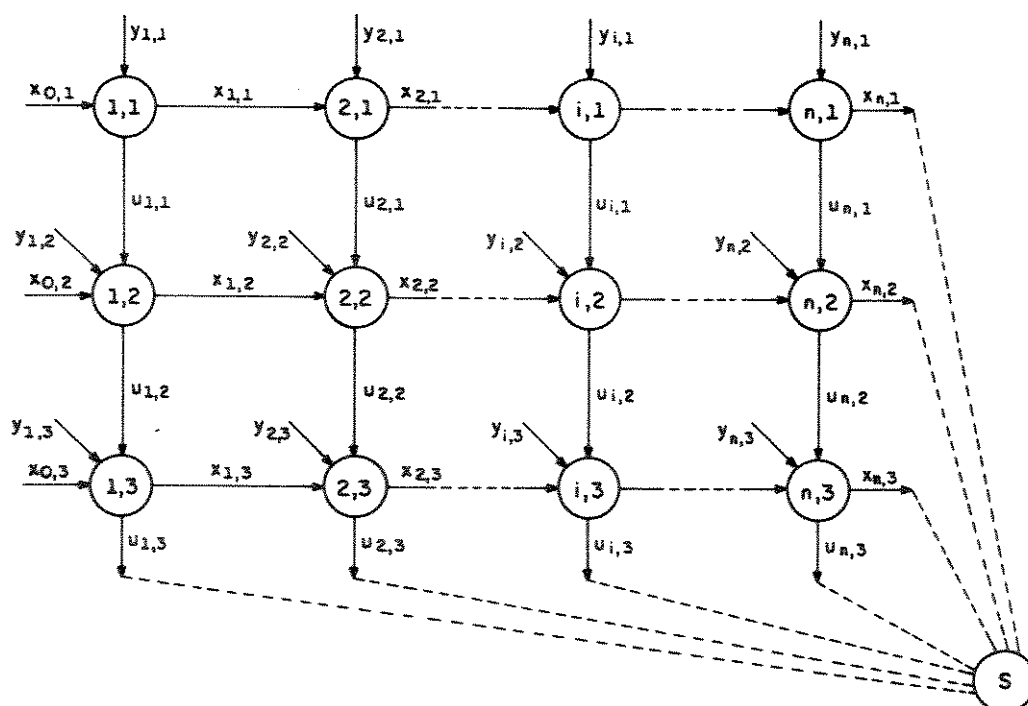 y1,1 y2,1 yi,1 yn,1
x0,1 1,1 x1,1 2,1 x2,1 i,1 n,1 xn,1
u1,1 u2,1 ui,1 un,1
y1,2 y2,2 yi,2 yn,2
x0,2 1,2 x1,2 2,2 x2,2 i,2 n,2 xn,2
u1,2 u2,2 ui,2 un,2
y1,3 y2,3 yi,3 yn,3
x0,3 1,3 x1,3 2,3 x2,3 i,3 n,3 xn,3
u1,3 u2,3 ui,3 un,3
S